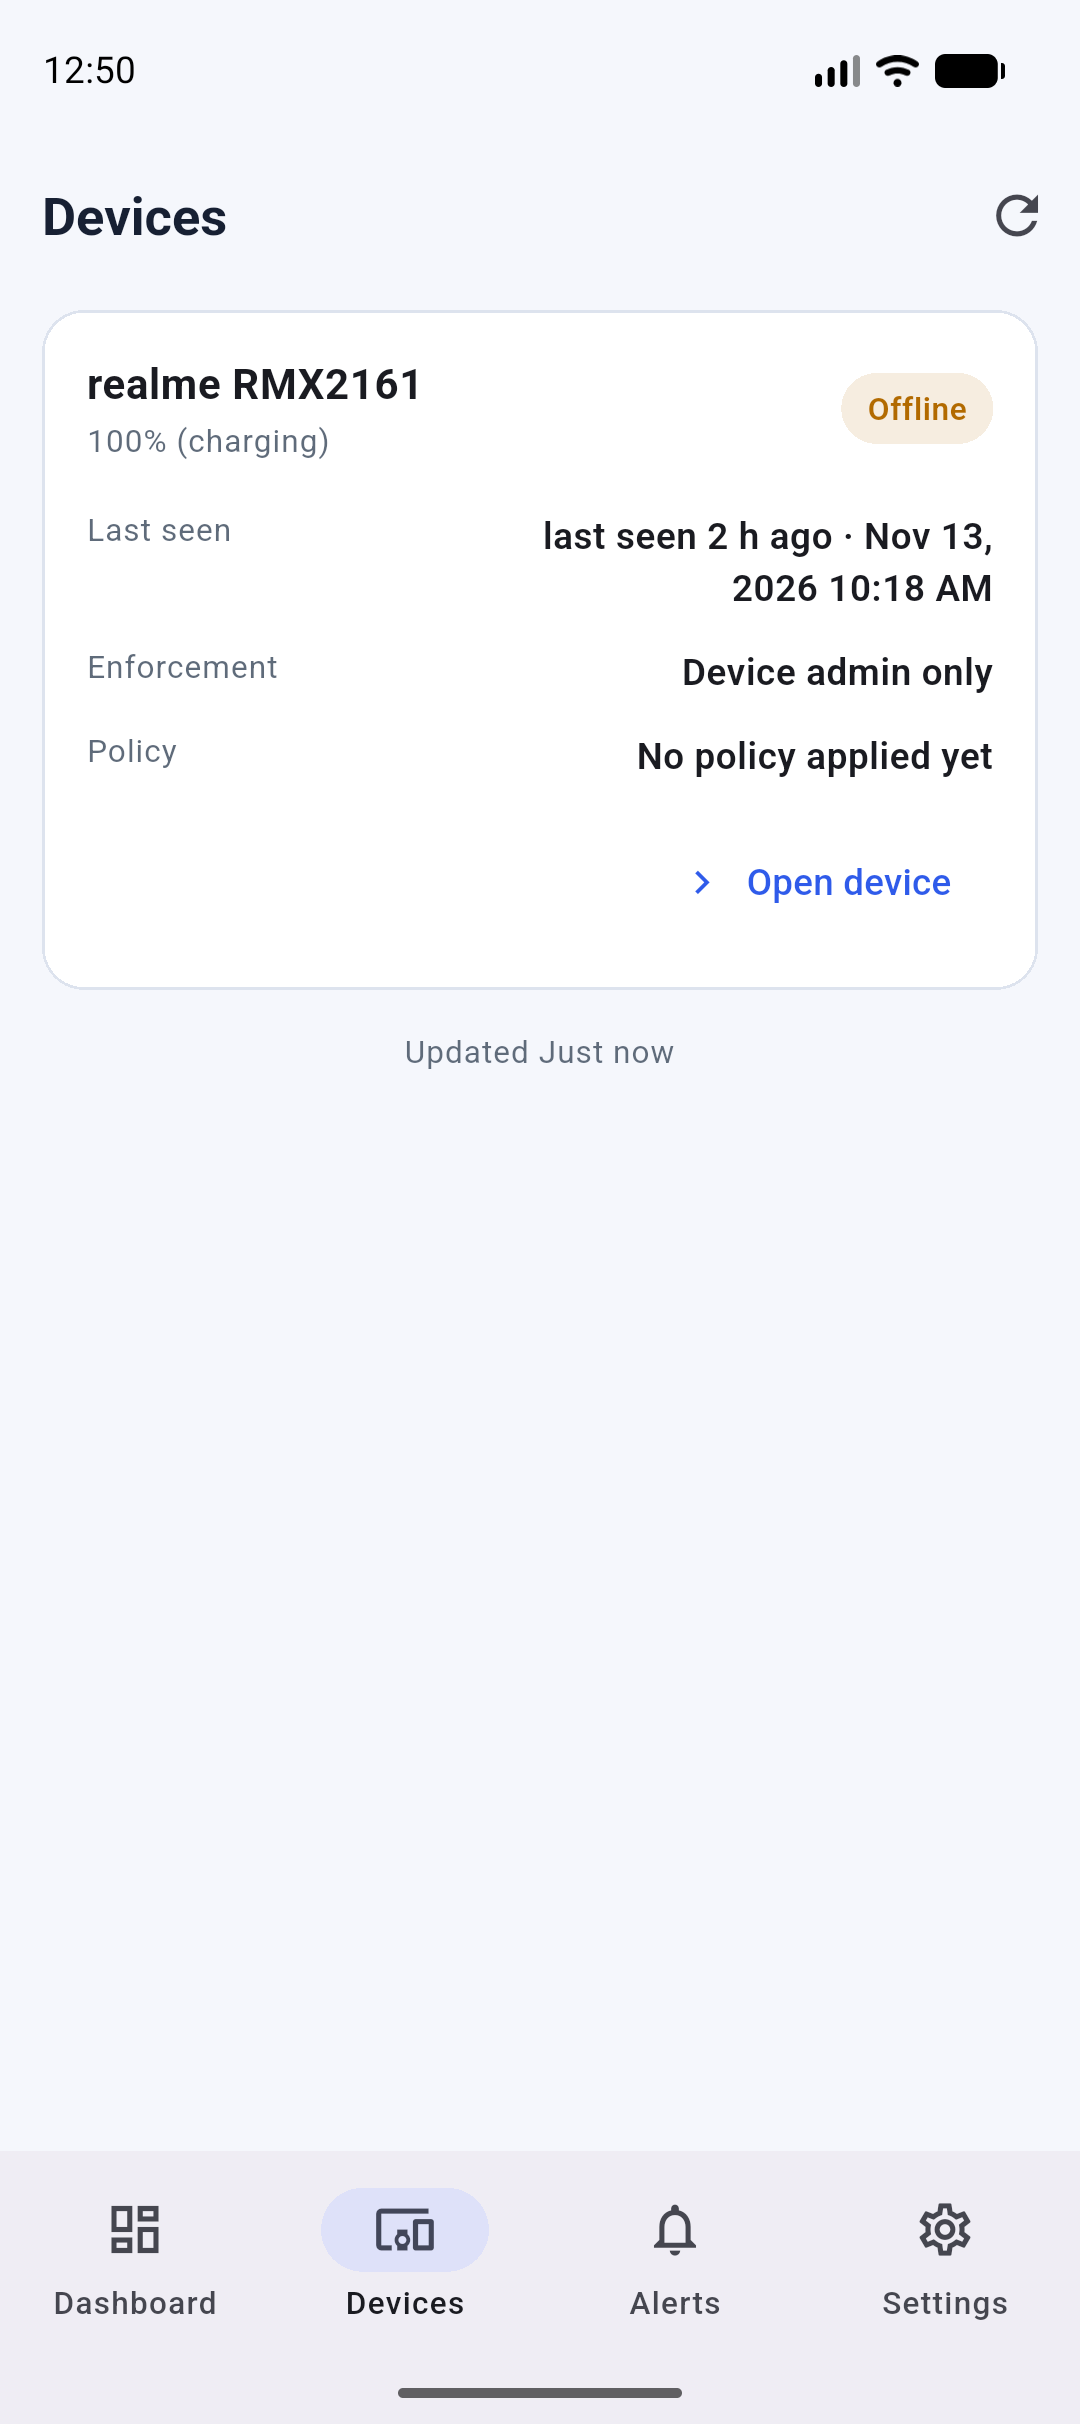 12:50
Devices
realme RMX2161
100% (charging)
Offline
Last seen
last seen 2 h ago · Nov 13,
2026 10:18 AM
Enforcement
Device admin only
Policy
No policy applied yet
Open device
Updated Just now
Dashboard
Devices
Alerts
Settings